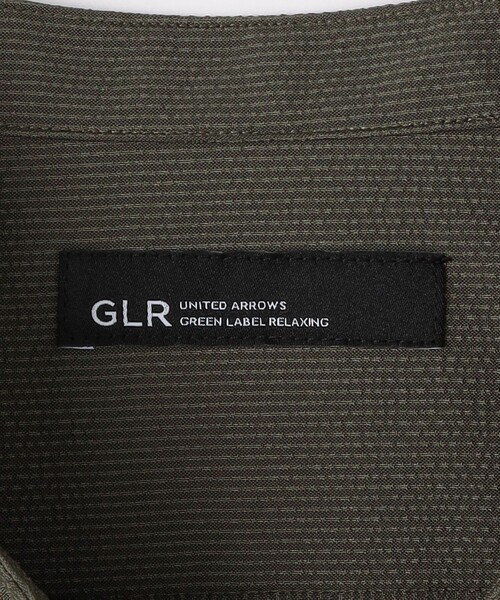 GLR
UNITED ARROWS
GREEN LABEL RELAXING